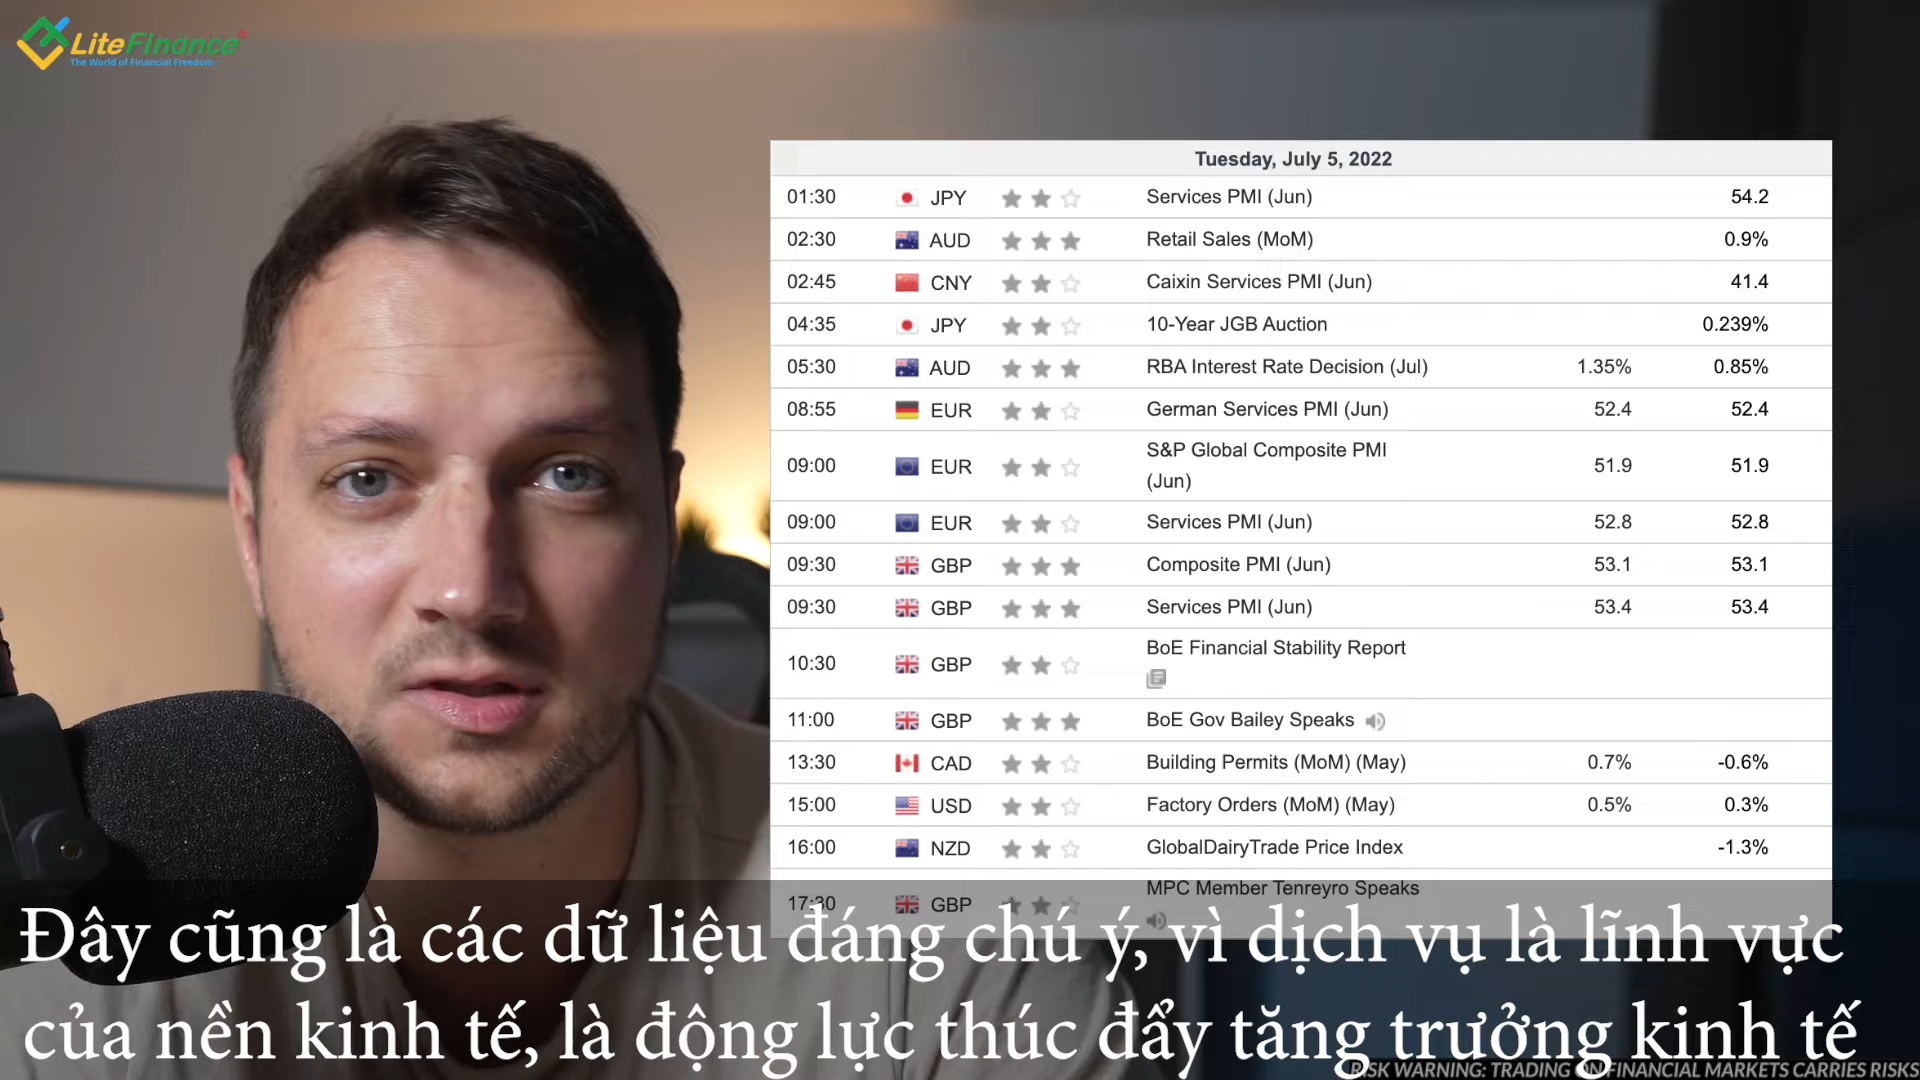 LiteFinance
The World of Financial Freedom
Tuesday, July 5, 2022
01:30 JPY Services PMI (Jun) 54.2
02:30 AUD Retail Sales (MoM) 0.9%
02:45 CNY Caixin Services PMI (Jun) 41.4
04:35 JPY 10-Year JGB Auction 0.239%
05:30 AUD RBA Interest Rate Decision (Jul) 1.35% 0.85%
08:55 EUR German Services PMI (Jun) 52.4 52.4
09:00 EUR S&P Global Composite PMI
(Jun) 51.9 51.9
09:00 EUR Services PMI (Jun) 52.8 52.8
09:30 GBP Composite PMI (Jun) 53.1 53.1
09:30 GBP Services PMI (Jun) 53.4 53.4
10:30 GBP BoE Financial Stability Report
11:00 GBP BoE Gov Bailey Speaks
13:30 CAD Building Permits (MoM) (May) 0.7% -0.6%
15:00 USD Factory Orders (MoM) (May) 0.5% 0.3%
16:00 NZD GlobalDairyTrade Price Index -1.3%
17:30 GBP MPC Member Tenreyro Speaks
Đây cũng là các dữ liệu đáng chú ý, vì dịch vụ là lĩnh vực
của nền kinh tế, là động lực thúc đẩy tăng trưởng kinh tế
RISK WARNING: TRADING ON FINANCIAL MARKETS CARRIES RISKS